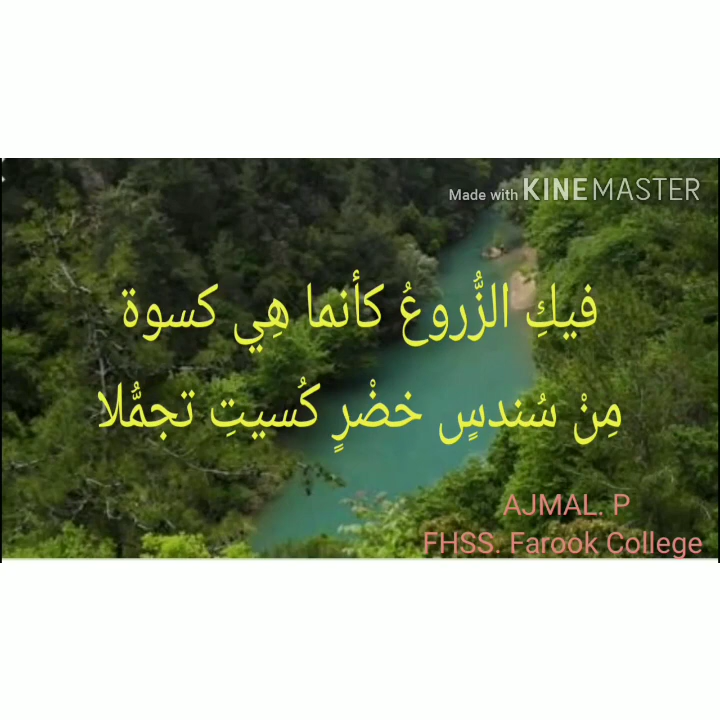 Made with KINEMASTER
فيكِ الزُّروعُ كأنما هِي كسوة
مِنْ سُندسٍ خضْرٍ كُسيتِ تجمُّلا
AJMAL. P
FHSS. Farook College